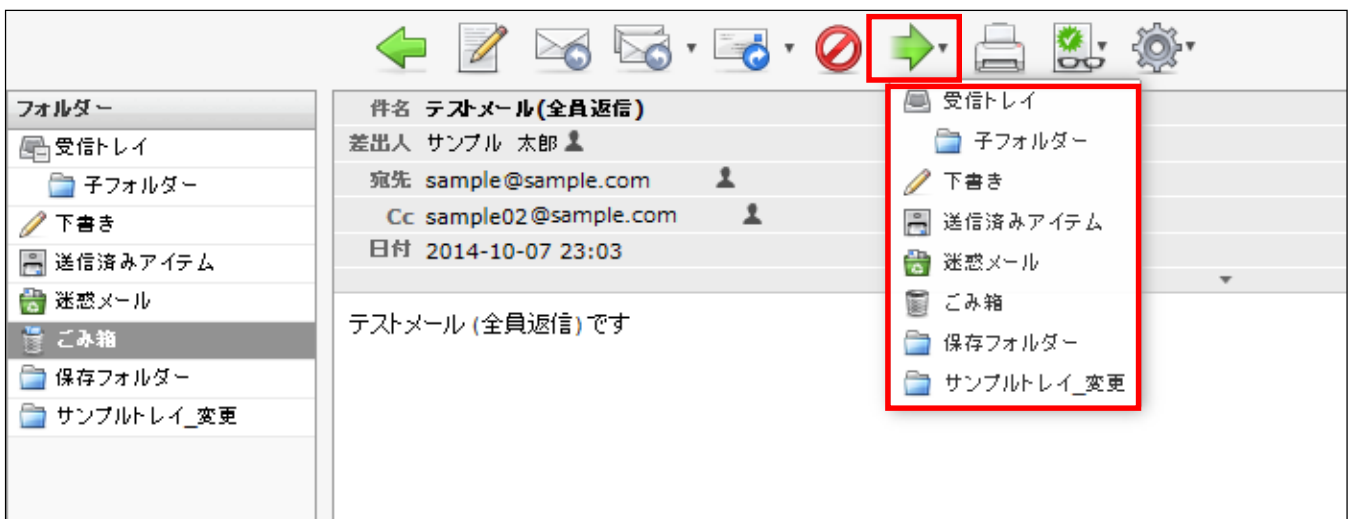 フォルダー
受信トレイ
子フォルダー
下書き
送信済みアイテム
迷惑メール
ごみ箱
保存フォルダー
サンプルトレイ_変更
件名 テストメール(全員返信)
差出人 サンプル 太郎
宛先 sample@sample.com
Cc sample02@sample.com
日付 2014-10-07 23:03
テストメール(全員返信)です
受信トレイ
子フォルダー
下書き
送信済みアイテム
迷惑メール
ごみ箱
保存フォルダー
サンプルトレイ_変更